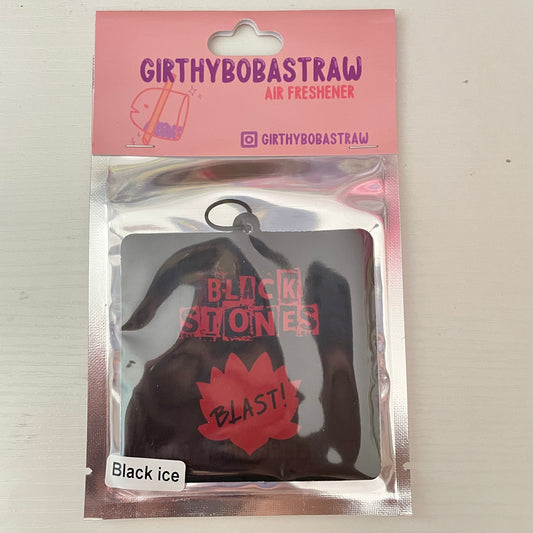 GIRTHYBOBASTRAW
AIR FRESHENER
GIRTHYBOBASTRAW
BLACK
STONES
BLAST!
Black ice